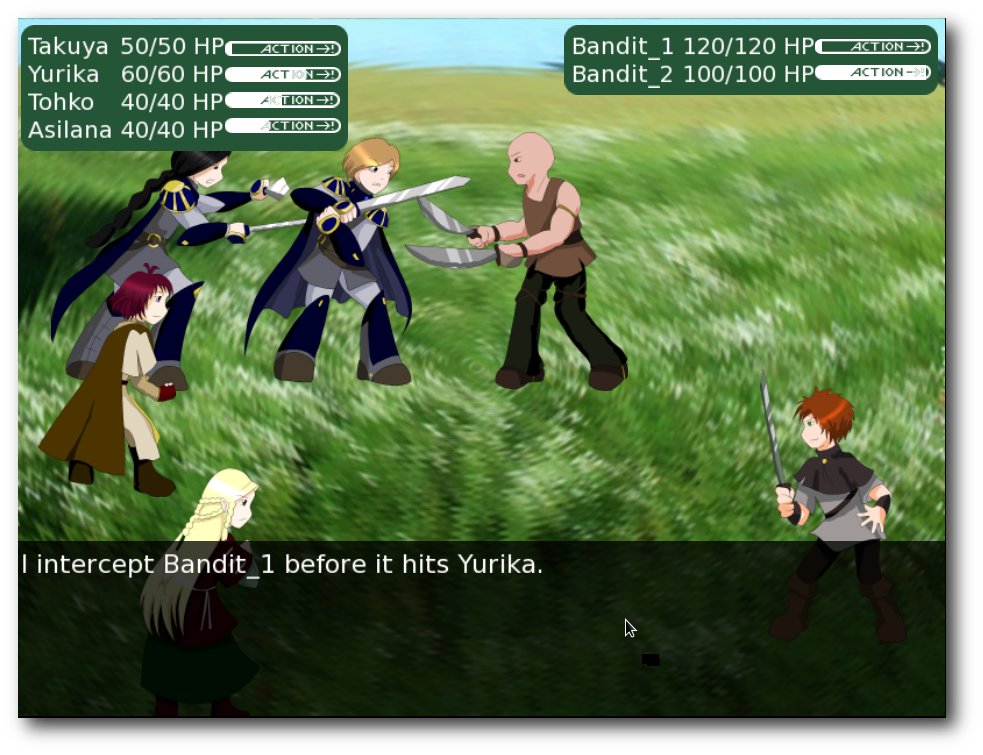 Takuya 50/50 HP ACTION→!
Yurika 60/60 HP ACTION→!
Tohko 40/40 HP ACTION→!
Asilana 40/40 HP ACTION→!
Bandit_1 120/120 HP ACTION→!
Bandit_2 100/100 HP ACTION→!
I intercept Bandit_1 before it hits Yurika.